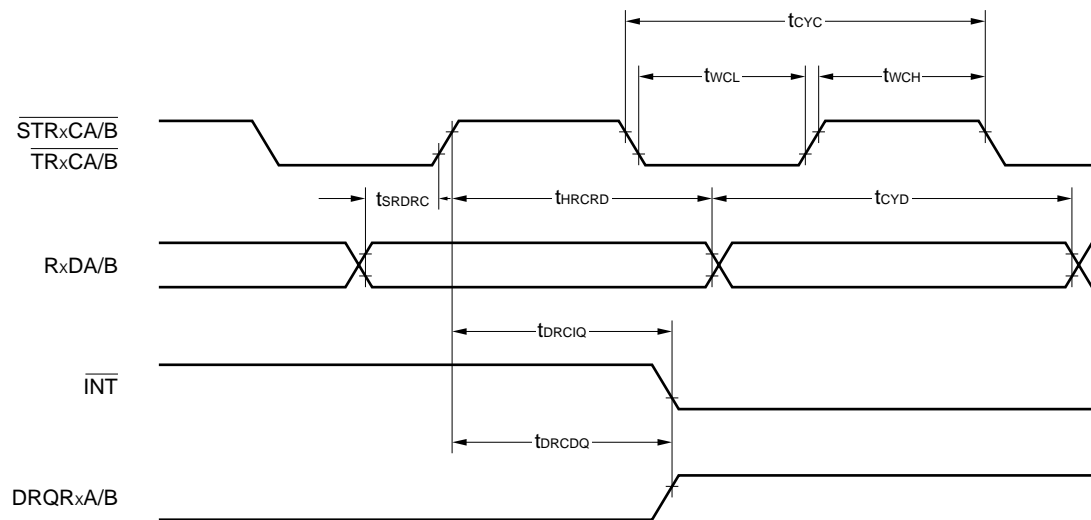 tCYC
tWCL
tWCH
STRxCA/B
TRxCA/B
tSRDRC
tHRCRD
tCYD
RxDA/B
tDRCIQ
INT
tDRCDQ
DRQRxA/B